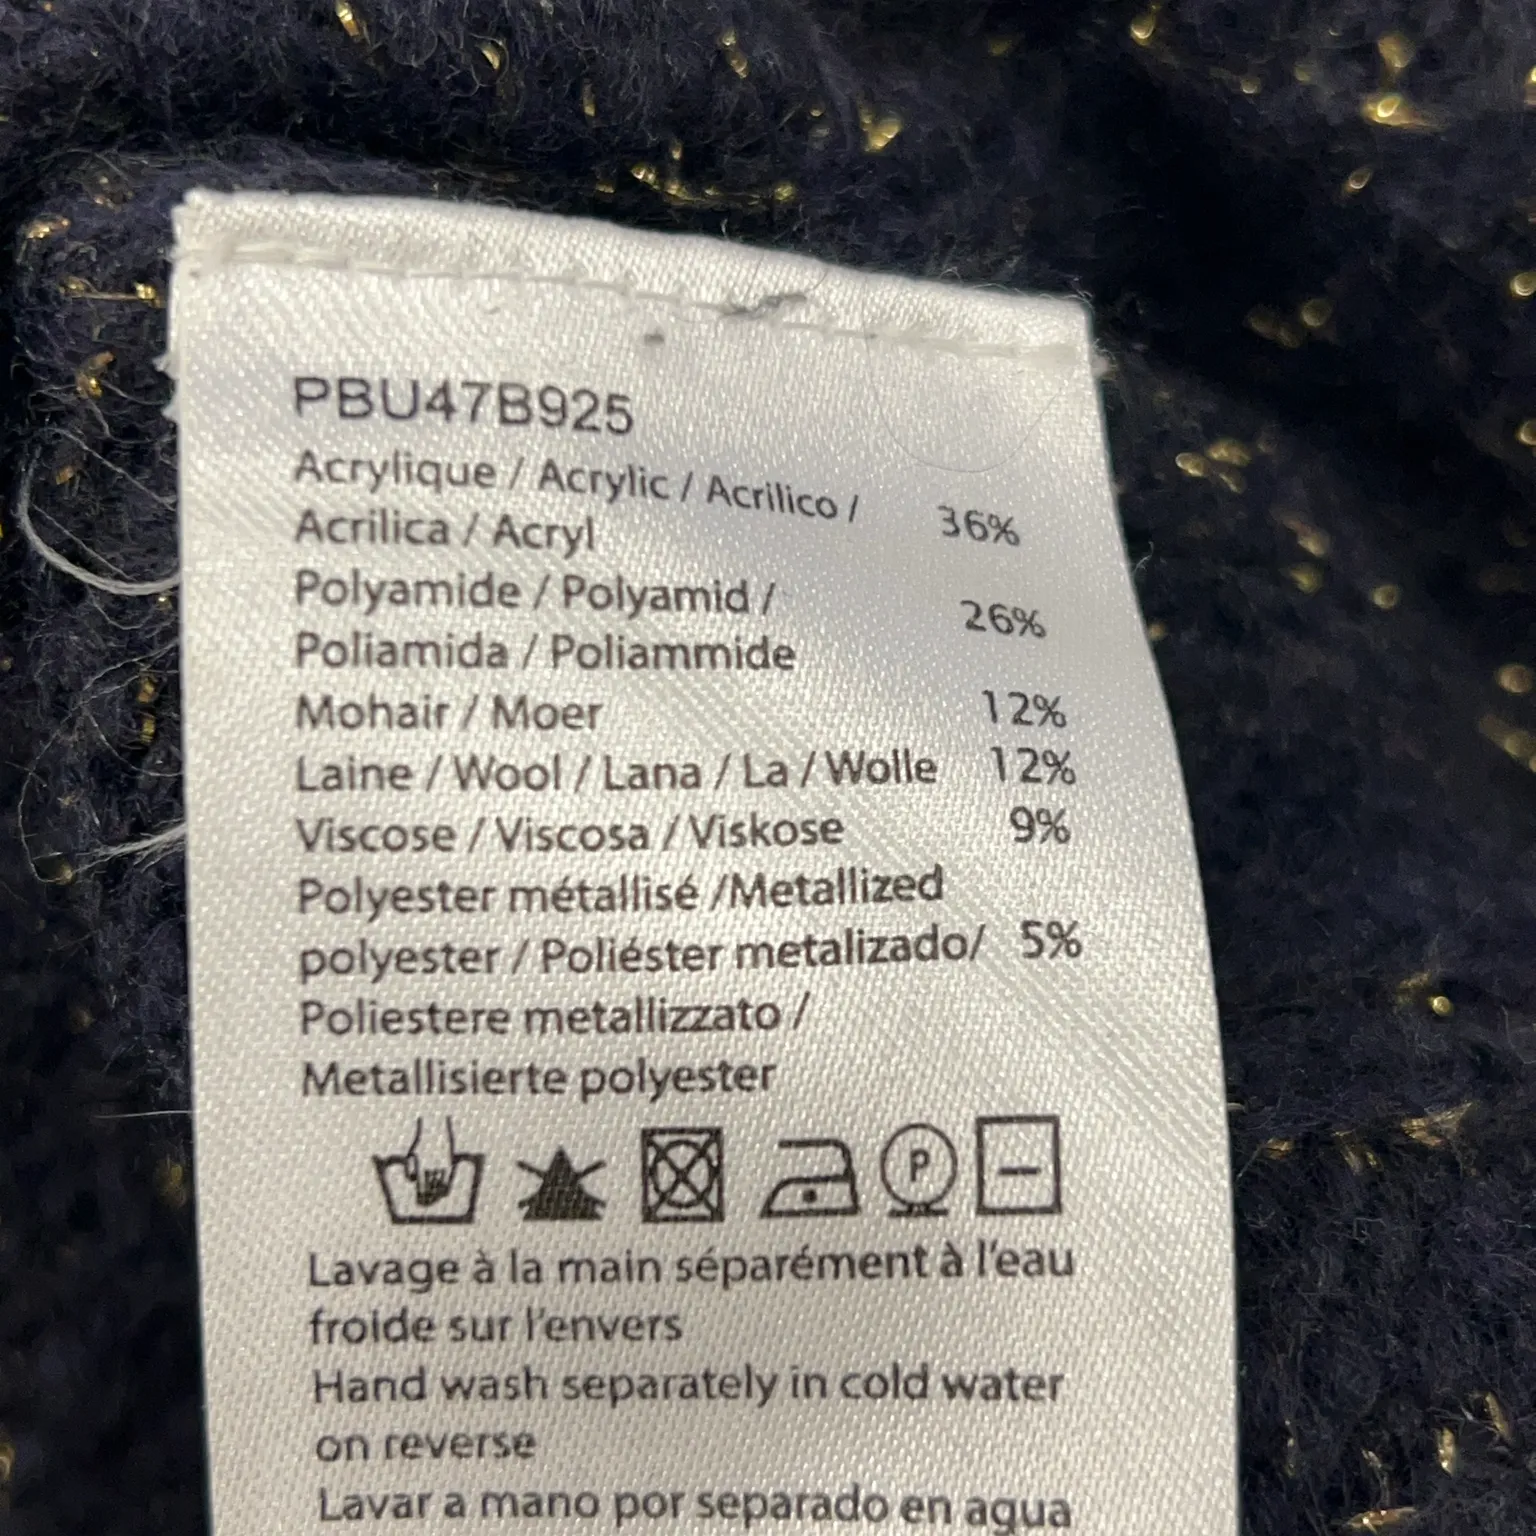 PBU47B925
Acrylique / Acrylic / Acrilico / 36%
Acrilica / Acryl
Polyamide / Polyamid / 26%
Poliamida / Poliammide
Mohair / Moer 12%
Laine / Wool / Lana / La / Wolle 12%
Viscose / Viscosa / Viskose 9%
Polyester métallisé /Metallized
polyester / Poliéster metalizado/ 5%
Poliestere metallizzato /
Metallisierte polyester
P
Lavage à la main séparément à l'eau
froide sur l'envers
Hand wash separately in cold water
on reverse
Lavar a mano por separado en agua